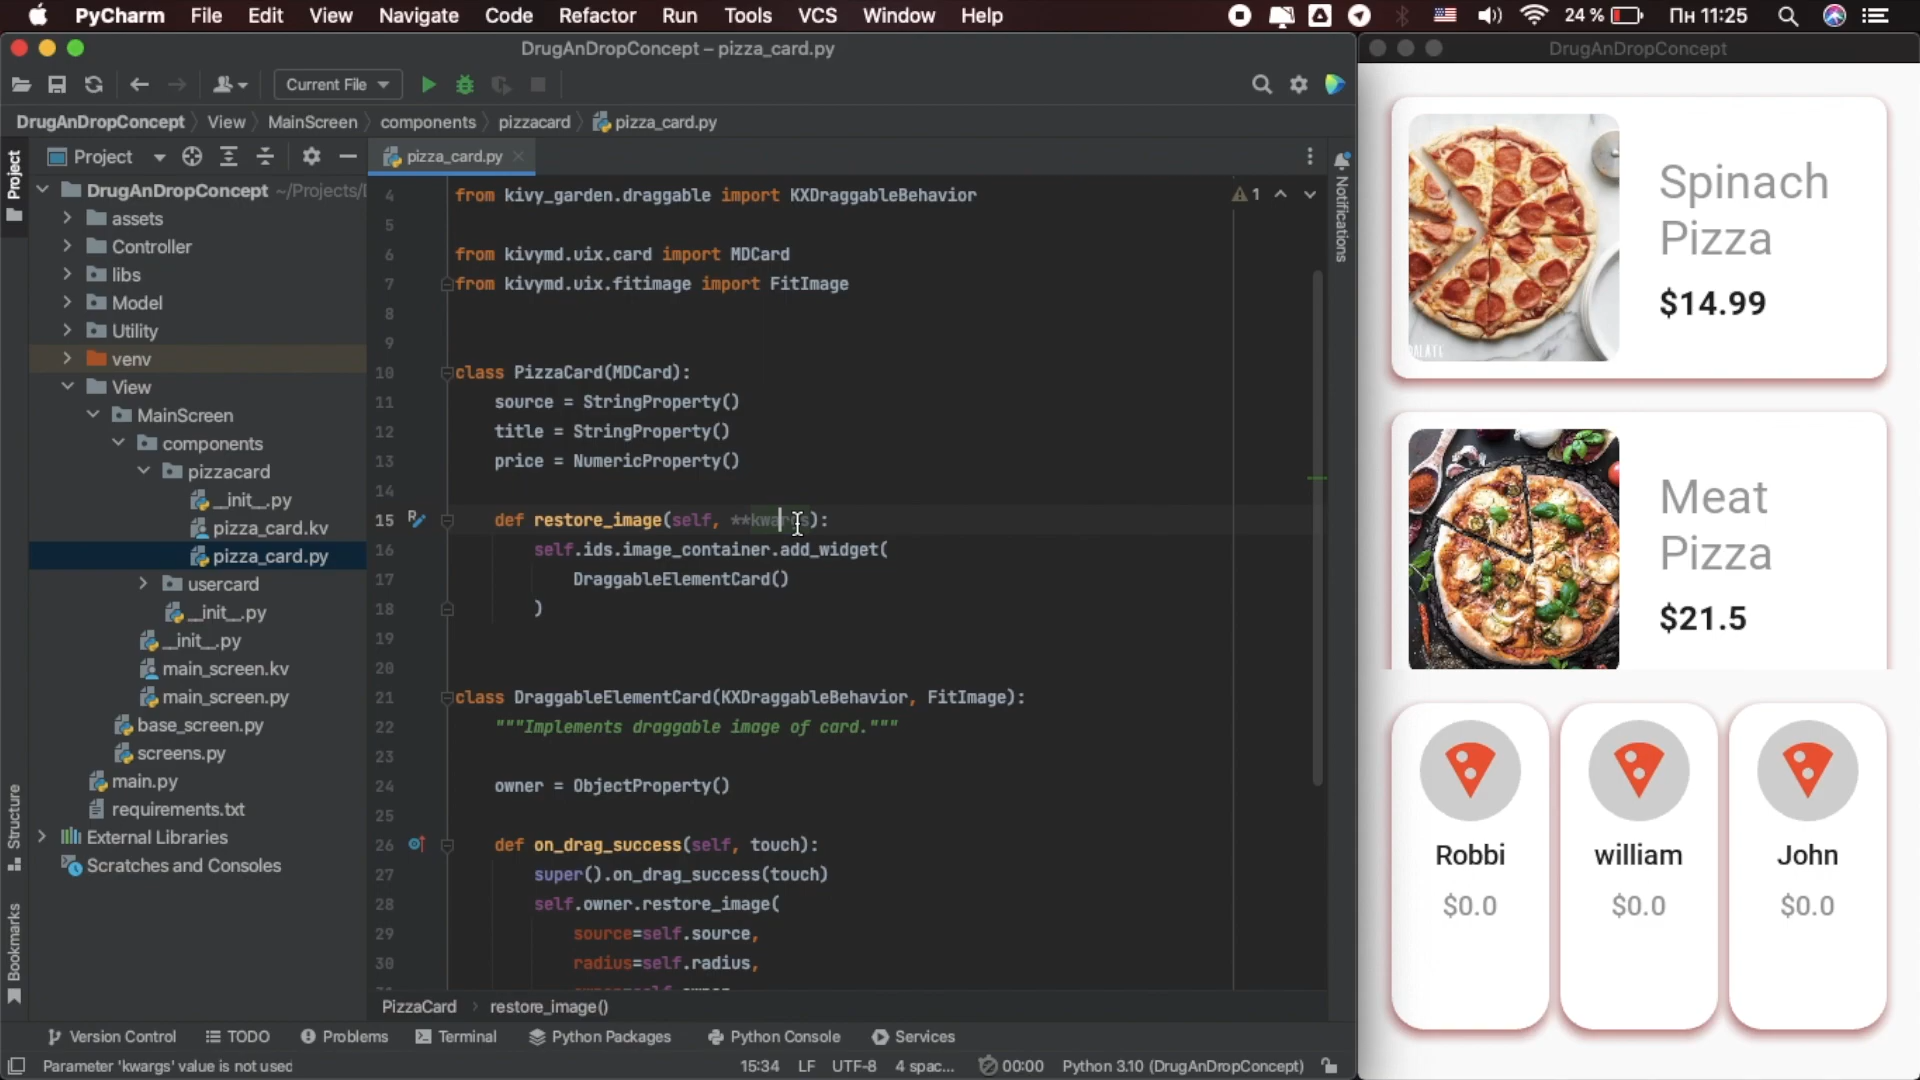 PyCharm File Edit View Navigate Code Refactor Run Tools VCS Window Help 24 % Пн 11:25
DrugAnDropConcept – pizza_card.py
DrugAnDropConcept
Current File
DrugAnDropConcept View MainScreen components pizzacard pizza_card.py
Project
pizza_card.py
Project
Notifications
Structure
Bookmarks
DrugAnDropConcept ~/Projects/
assets
Controller
libs
Model
Utility
venv
View
MainScreen
components
pizzacard
__init__.py
pizza_card.kv
pizza_card.py
usercard
__init__.py
__init__.py
main_screen.kv
main_screen.py
base_screen.py
screens.py
main.py
requirements.txt
External Libraries
Scratches and Consoles
1
4 from kivy_garden.draggable import KXDraggableBehavior
5
6 from kivymd.uix.card import MDCard
7 from kivymd.uix.fitimage import FitImage
8
9
10 class PizzaCard(MDCard):
11 source = StringProperty()
12 title = StringProperty()
13 price = NumericProperty()
14
15 def restore_image(self, **kwargs):
16 self.ids.image_container.add_widget(
17 DraggableElementCard()
18 )
19
20
21 class DraggableElementCard(KXDraggableBehavior, FitImage):
22 """Implements draggable image of card."""
23
24 owner = ObjectProperty()
25
26 def on_drag_success(self, touch):
27 super().on_drag_success(touch)
28 self.owner.restore_image(
29 source=self.source,
30 radius=self.radius,
PizzaCard restore_image()
Version Control TODO Problems Terminal Python Packages Python Console Services
Parameter 'kwargs' value is not used 15:34 LF UTF-8 4 spac... 00:00 Python 3.10 (DrugAnDropConcept)
Spinach
Pizza
$14.99
Meat
Pizza
$21.5
Robbi william John
$0.0 $0.0 $0.0